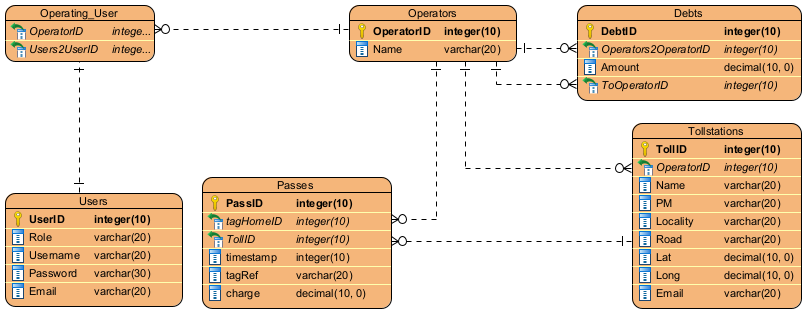 Operating_User
OperatorID intege...
Users2UserID intege...
Operators
OperatorID integer(10)
Name varchar(20)
Debts
DebtID integer(10)
Operators2OperatorID integer(10)
Amount decimal(10, 0)
ToOperatorID integer(10)
Tollstations
TollID integer(10)
OperatorID integer(10)
Name varchar(20)
PM varchar(20)
Locality varchar(20)
Road varchar(20)
Lat decimal(10, 0)
Long decimal(10, 0)
Email varchar(20)
Passes
PassID integer(10)
tagHomeID integer(10)
TollID integer(10)
timestamp integer(10)
tagRef varchar(20)
charge decimal(10, 0)
Users
UserID integer(10)
Role varchar(20)
Username varchar(20)
Password varchar(30)
Email varchar(20)